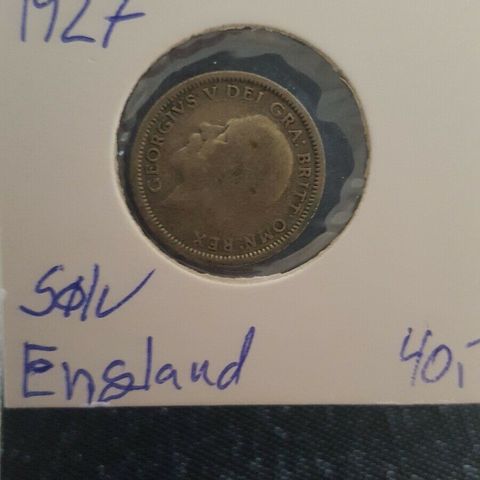 1927
GEORGIVS V DEI GRA: BRITT: OMN: REX
Sølv
England 40,-